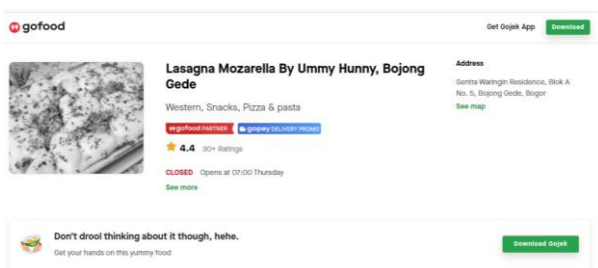 gofood
Get Gojek App
Download
Lasagna Mozarella By Ummy Hunny, Bojong
Gede
Western, Snacks, Pizza & pasta
gofood PARTNER
gopay DELIVERY PROMO
4.4 30+ Ratings
CLOSED Opens at 07:00 Thursday
See more
Address
Sentra Waringin Residence, Blok A
No. 5, Bojong Gede, Bogor
See map
Don't drool thinking about it though, hehe.
Get your hands on this yummy food
Download Gojek